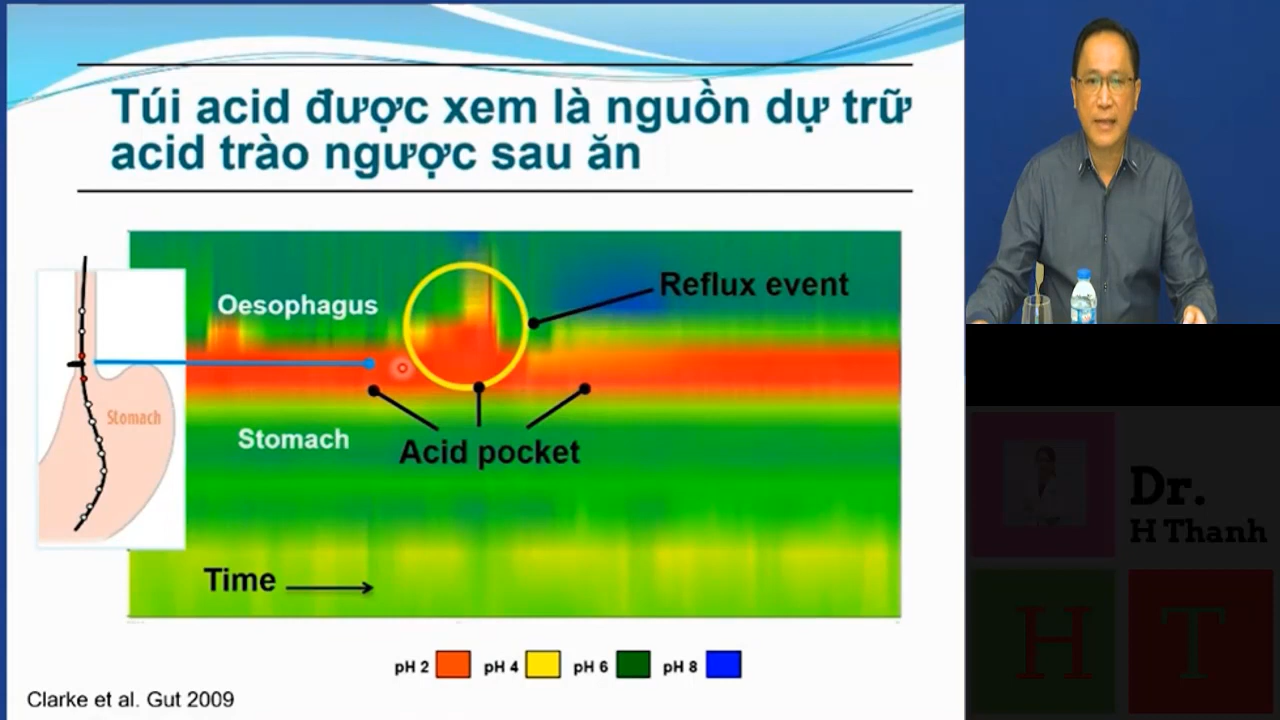 Túi acid được xem là nguồn dự trữ
acid trào ngược sau ăn
Reflux event
Oesophagus
Stomach
Stomach
Acid pocket
Time
pH 2
pH 4
pH 6
pH 8
Clarke et al. Gut 2009
Dr.
H Thanh
H
T